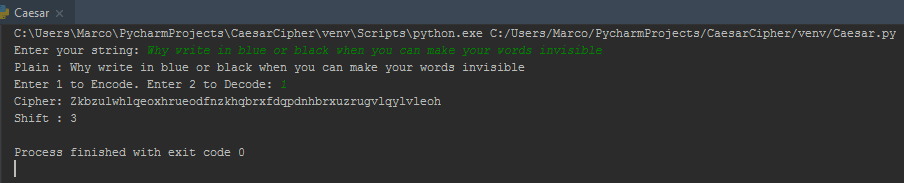 Caesar
C:\Users\Marco\PycharmProjects\CaesarCipher\venv\Scripts\python.exe C:/Users/Marco/PycharmProjects/CaesarCipher/venv/Caesar.py
Enter your string: Why write in blue or black when you can make your words invisible
Plain : Why write in blue or black when you can make your words invisible
Enter 1 to Encode. Enter 2 to Decode: 1
Cipher: Zkbzulwhlqeoxhrueodfnzkhqbrxfdqpdnhbrxuzrugvlqylvleoh
Shift : 3
Process finished with exit code 0